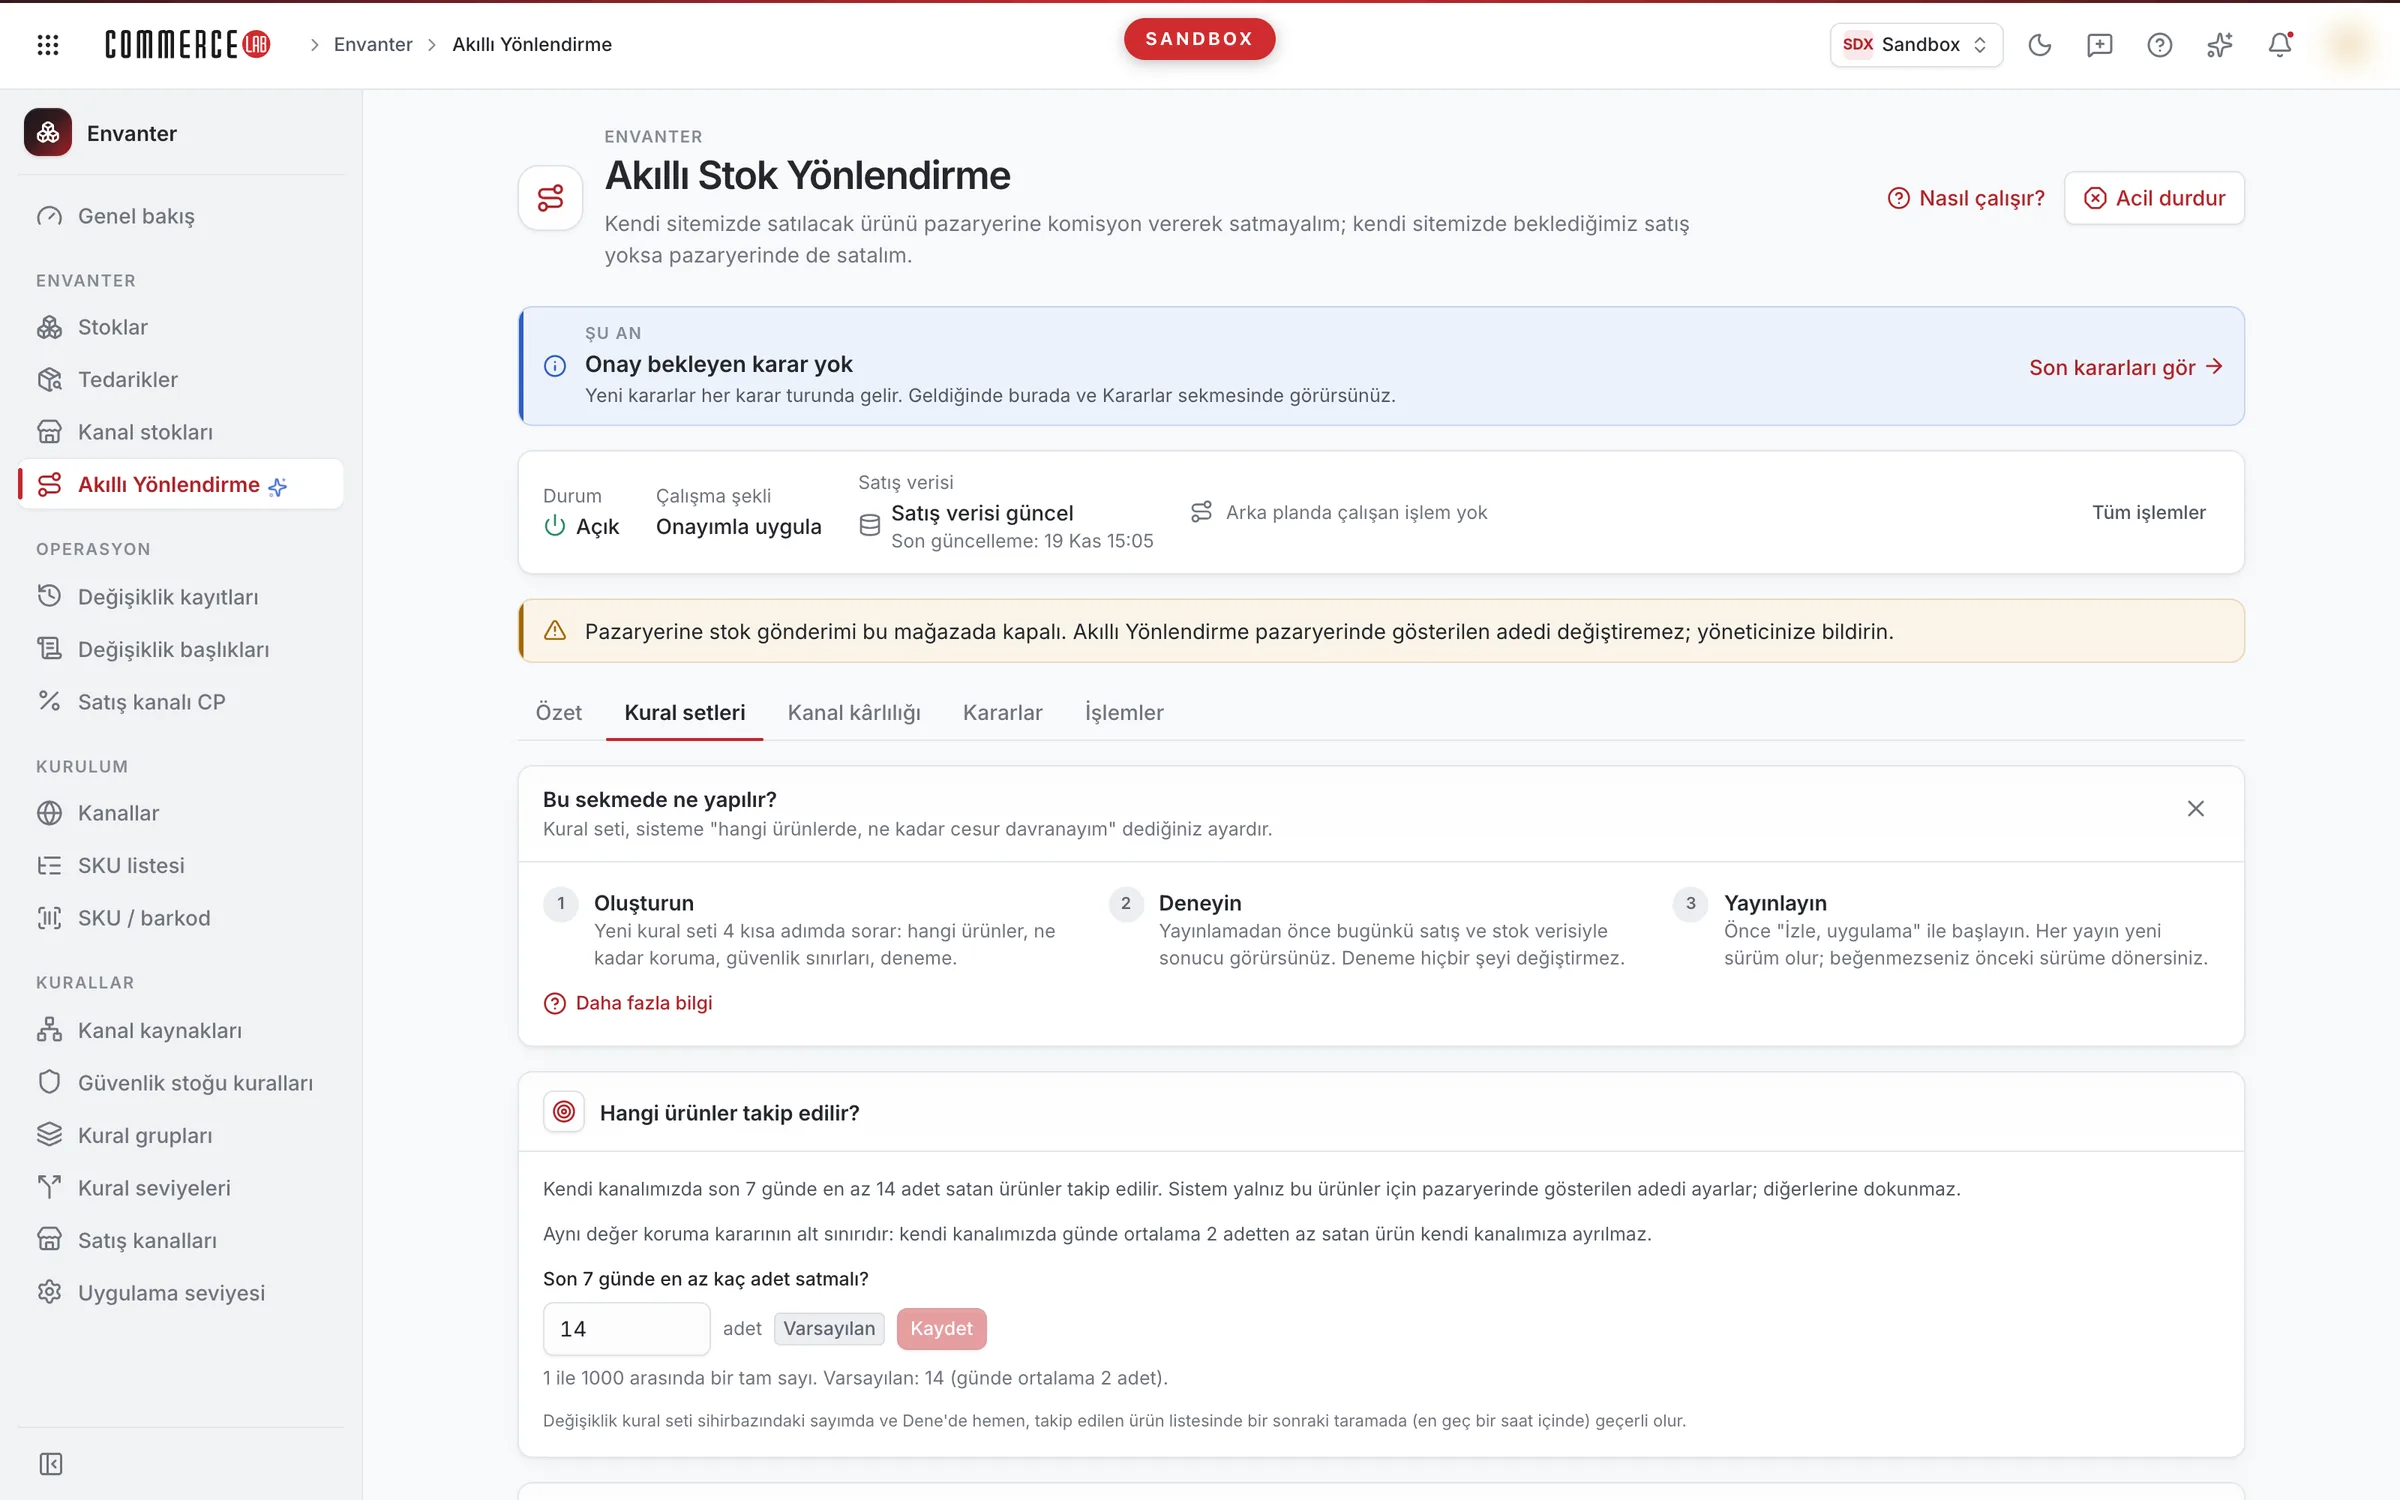 COMMERCE LAB
Envanter
Akıllı Yönlendirme
SANDBOX
SDX Sandbox
Envanter
Genel bakış
ENVANTER
Stoklar
Tedarikler
Kanal stokları
Akıllı Yönlendirme
OPERASYON
Değişiklik kayıtları
Değişiklik başlıkları
Satış kanalı CP
KURULUM
Kanallar
SKU listesi
SKU / barkod
KURALLAR
Kanal kaynakları
Güvenlik stoğu kuralları
Kural grupları
Kural seviyeleri
Satış kanalları
Uygulama seviyesi
ENVANTER
Akıllı Stok Yönlendirme
Kendi sitemizde satılacak ürünü pazaryerine komisyon vererek satmayalım; kendi sitemizde beklediğimiz satış
yoksa pazaryerinde de satalım.
Nasıl çalışır?
Acil durdur
ŞU AN
Onay bekleyen karar yok
Yeni kararlar her karar turunda gelir. Geldiğinde burada ve Kararlar sekmesinde görürsünüz.
Son kararları gör
Durum
Açık
Çalışma şekli
Onayımla uygula
Satış verisi
Satış verisi güncel
Son güncelleme: 19 Kas 15:05
Arka planda çalışan işlem yok
Tüm işlemler
Pazaryerine stok gönderimi bu mağazada kapalı. Akıllı Yönlendirme pazaryerinde gösterilen adedi değiştiremez; yöneticinize bildirin.
Özet
Kural setleri
Kanal kârlılığı
Kararlar
İşlemler
Bu sekmede ne yapılır?
Kural seti, sisteme "hangi ürünlerde, ne kadar cesur davranayım" dediğiniz ayardır.
1
Oluşturun
Yeni kural seti 4 kısa adımda sorar: hangi ürünler, ne
kadar koruma, güvenlik sınırları, deneme.
2
Deneyin
Yayınlamadan önce bugünkü satış ve stok verisiyle
sonucu görürsünüz. Deneme hiçbir şeyi değiştirmez.
3
Yayınlayın
Önce "İzle, uygulama" ile başlayın. Her yayın yeni
sürüm olur; beğenmezseniz önceki sürüme dönersiniz.
Daha fazla bilgi
Hangi ürünler takip edilir?
Kendi kanalımızda son 7 günde en az 14 adet satan ürünler takip edilir. Sistem yalnız bu ürünler için pazaryerinde gösterilen adedi ayarlar; diğerlerine dokunmaz.
Aynı değer koruma kararının alt sınırıdır: kendi kanalımızda günde ortalama 2 adetten az satan ürün kendi kanalımıza ayrılmaz.
Son 7 günde en az kaç adet satmalı?
14 adet Varsayılan Kaydet
1 ile 1000 arasında bir tam sayı. Varsayılan: 14 (günde ortalama 2 adet).
Değişiklik kural seti sihirbazındaki sayımda ve Dene'de hemen, takip edilen ürün listesinde bir sonraki taramada (en geç bir saat içinde) geçerli olur.